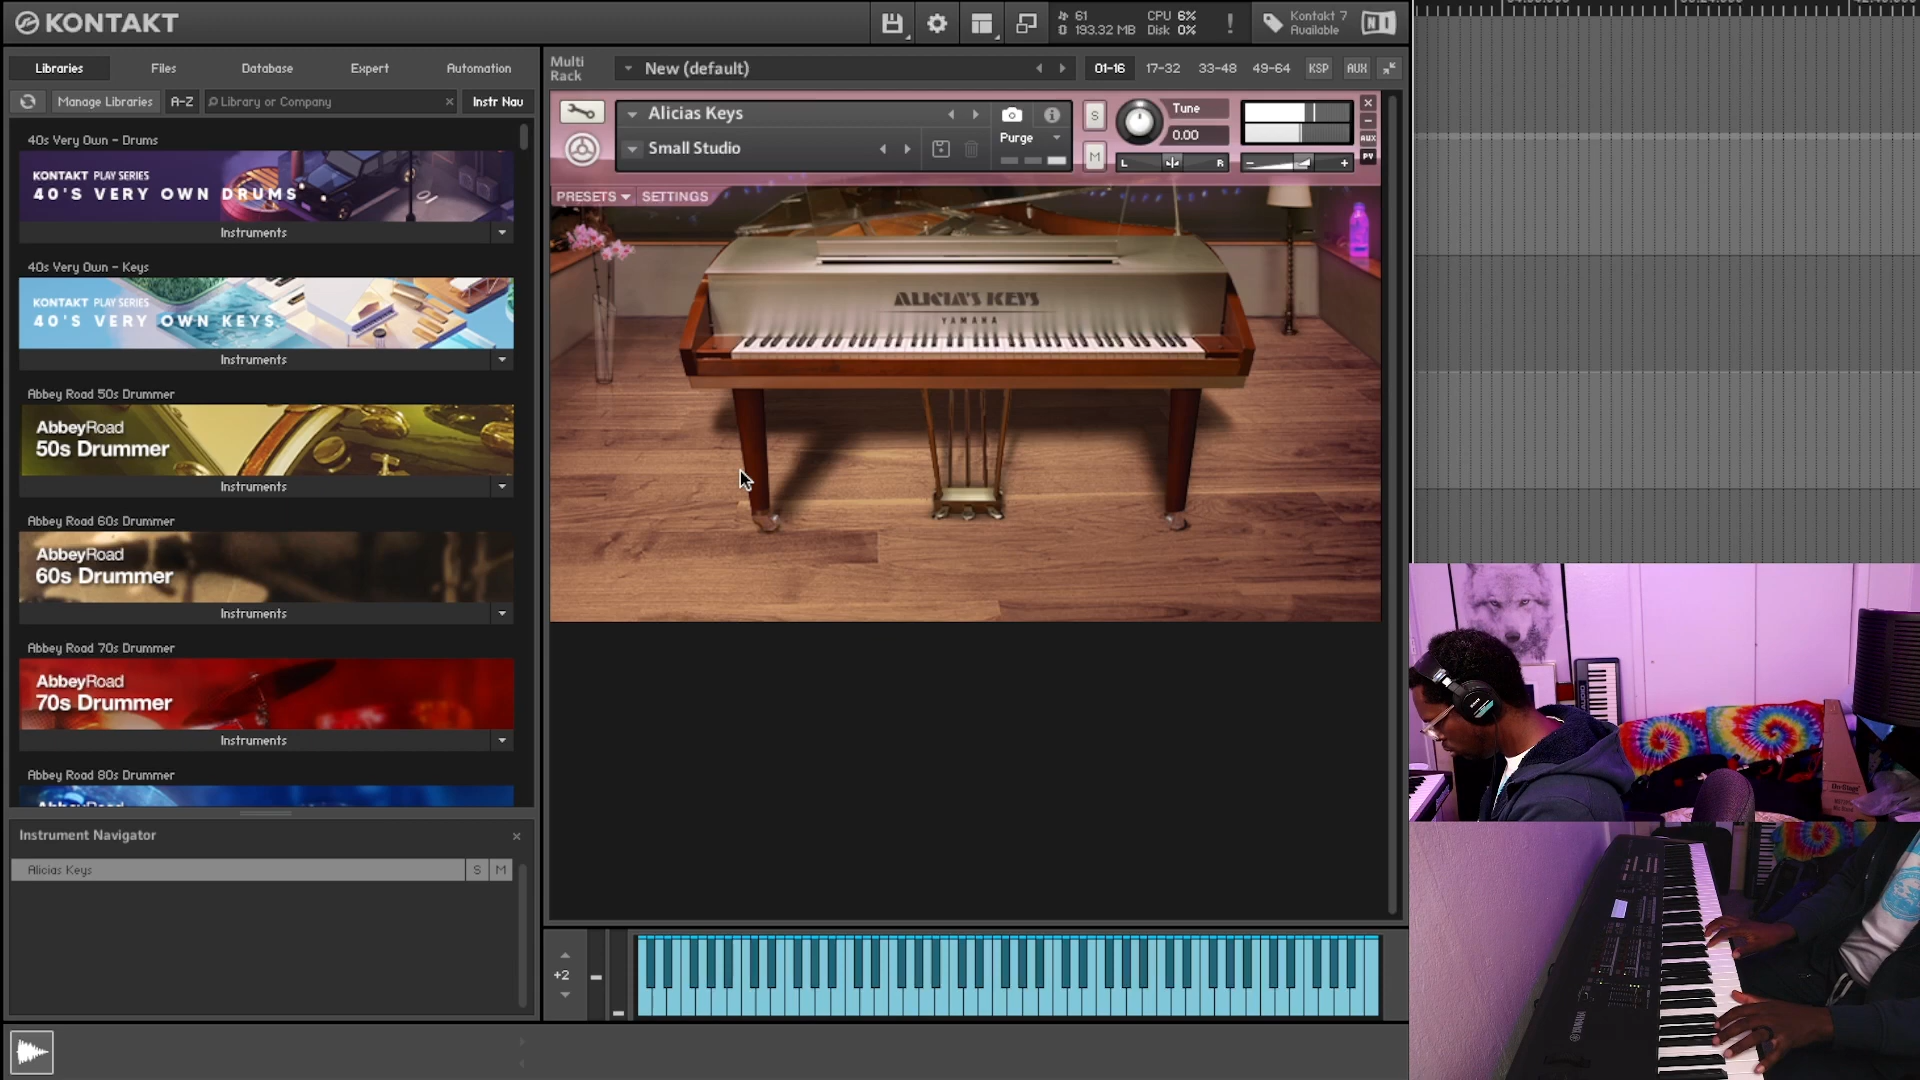 KONTAKT
61
193.32 MB
CPU 6%
Disk 0%
!
Kontakt 7
Available
Libraries
Files
Database
Expert
Automation
Manage Libraries
A-Z
Library or Company
Instr Nav
Multi
Rack
New (default)
01-16
17-32
33-48
49-64
KSP
AUX
40s Very Own - Drums
KONTAKT PLAY SERIES
40'S VERY OWN DRUMS
Instruments
40s Very Own - Keys
KONTAKT PLAY SERIES
40'S VERY OWN KEYS
Instruments
Abbey Road 50s Drummer
AbbeyRoad
50s Drummer
Instruments
Abbey Road 60s Drummer
AbbeyRoad
60s Drummer
Instruments
Abbey Road 70s Drummer
AbbeyRoad
70s Drummer
Instruments
Abbey Road 80s Drummer
Instrument Navigator
Alicias Keys
S
M
Alicias Keys
Small Studio
Purge
S
M
Tune
0.00
L
R
AUX
PV
PRESETS
SETTINGS
ALICIA'S KEYS
YAMAHA
+2